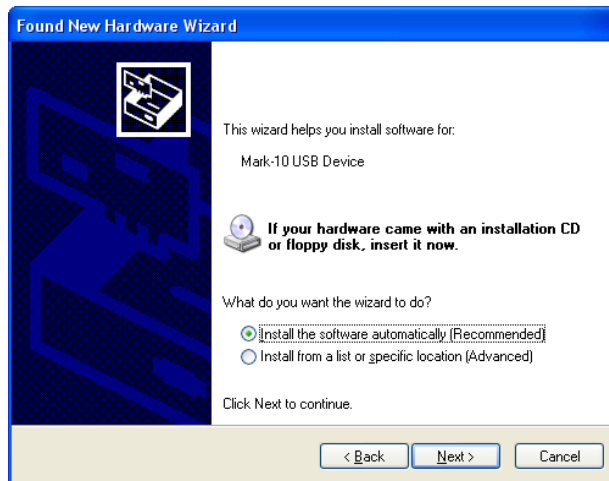 Found New Hardware Wizard
This wizard helps you install software for:
Mark-10 USB Device
If your hardware came with an installation CD
or floppy disk, insert it now.
What do you want the wizard to do?
Install the software automatically (Recommended)
Install from a list or specific location (Advanced)
Click Next to continue.
< Back
Next >
Cancel